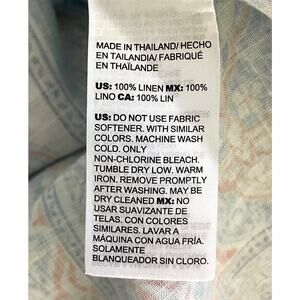 MADE IN THAILAND/ HECHO
EN TAILANDIA/ FABRIQUÉ
EN THAÏLANDE
US: 100% LINEN MX: 100%
LINO CA: 100% LIN
US: DO NOT USE FABRIC
SOFTENER. WITH SIMILAR
COLORS. MACHINE WASH
COLD. ONLY
NON-CHLORINE BLEACH.
TUMBLE DRY LOW, WARM
IRON. REMOVE PROMPTLY
AFTER WASHING. MAY BE
DRY CLEANED MX: NO
USAR SUAVIZANTE DE
TELAS. CON COLORES
SIMILARES. LAVAR A
MÁQUINA CON AGUA FRÍA.
SOLAMENTE
BLANQUEADOR SIN CLORO.